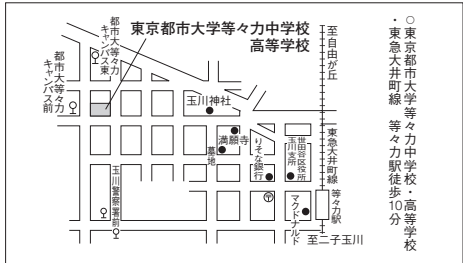 ○東京都市大学等々力中学校・高等学校
・東急大井町線　等々力駅徒歩10分
至自由が丘
東急大井町線
等々力駅
至二子玉川
東京都市大学等々力中学校
高等学校
都市大等々力
キャンパス東
都市大等々力
キャンパス前
玉川神社
満願寺
墓地
りそな銀行
世田谷区役所
玉川支所
マクドナルド
玉川警察署前